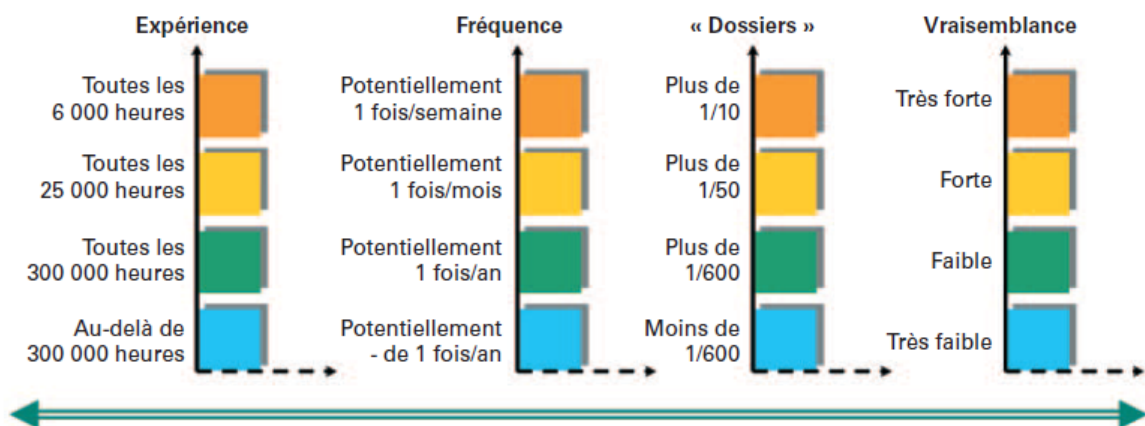 Expérience
Toutes les
6 000 heures
Toutes les
25 000 heures
Toutes les
300 000 heures
Au-delà de
300 000 heures
Fréquence
Potentiellement
1 fois/semaine
Potentiellement
1 fois/mois
Potentiellement
1 fois/an
Potentiellement
- de 1 fois/an
« Dossiers »
Plus de
1/10
Plus de
1/50
Plus de
1/600
Moins de
1/600
Vraisemblance
Très forte
Forte
Faible
Très faible